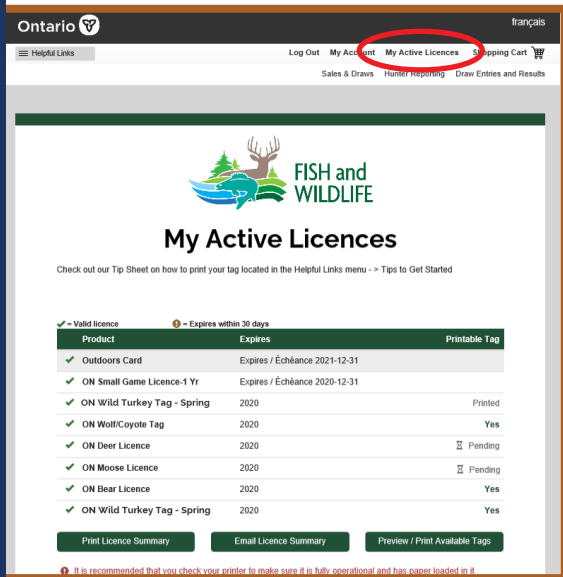 Ontario
français
Helpful Links
Log Out My Account My Active Licences Shopping Cart
Sales & Draws Hunter Reporting Draw Entries and Results
FISH and
WILDLIFE
My Active Licences
Check out our Tip Sheet on how to print your tag located in the Helpful Links menu - > Tips to Get Started
= Valid licence = Expires within 30 days
Product Expires Printable Tag
Outdoors Card Expires / Échèance 2021-12-31
ON Small Game Licence-1 Yr Expires / Échèance 2020-12-31
ON Wild Turkey Tag - Spring 2020 Printed
ON Wolf/Coyote Tag 2020 Yes
ON Deer Licence 2020 Pending
ON Moose Licence 2020 Pending
ON Bear Licence 2020 Yes
ON Wild Turkey Tag - Spring 2020 Yes
Print Licence Summary Email Licence Summary Preview / Print Available Tags
It is recommended that you check your printer to make sure it is fully operational and has paper loaded in it